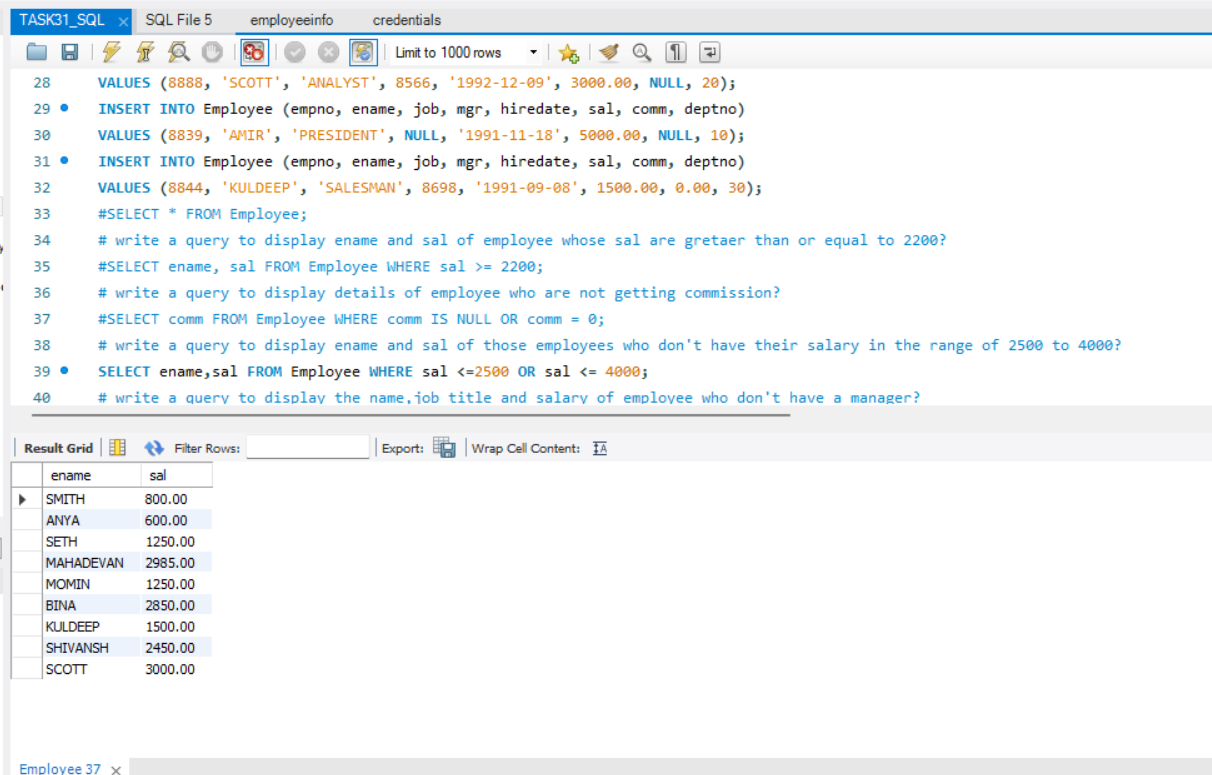 TASK31_SQL × SQL File 5 employeeinfo credentials
Limit to 1000 rows
28 VALUES (8888, 'SCOTT', 'ANALYST', 8566, '1992-12-09', 3000.00, NULL, 20);
29 INSERT INTO Employee (empno, ename, job, mgr, hiredate, sal, comm, deptno)
30 VALUES (8839, 'AMIR', 'PRESIDENT', NULL, '1991-11-18', 5000.00, NULL, 10);
31 INSERT INTO Employee (empno, ename, job, mgr, hiredate, sal, comm, deptno)
32 VALUES (8844, 'KULDEEP', 'SALESMAN', 8698, '1991-09-08', 1500.00, 0.00, 30);
33 #SELECT * FROM Employee;
34 # write a query to display ename and sal of employee whose sal are gretaer than or equal to 2200?
35 #SELECT ename, sal FROM Employee WHERE sal >= 2200;
36 # write a query to display details of employee who are not getting commission?
37 #SELECT comm FROM Employee WHERE comm IS NULL OR comm = 0;
38 # write a query to display ename and sal of those employees who don't have their salary in the range of 2500 to 4000?
39 SELECT ename,sal FROM Employee WHERE sal <=2500 OR sal <= 4000;
40 # write a query to display the name,job title and salary of employee who don't have a manager?
Result Grid Filter Rows: Export: Wrap Cell Content:
ename sal
SMITH 800.00
ANYA 600.00
SETH 1250.00
MAHADEVAN 2985.00
MOMIN 1250.00
BINA 2850.00
KULDEEP 1500.00
SHIVANSH 2450.00
SCOTT 3000.00
Employee 37 ×